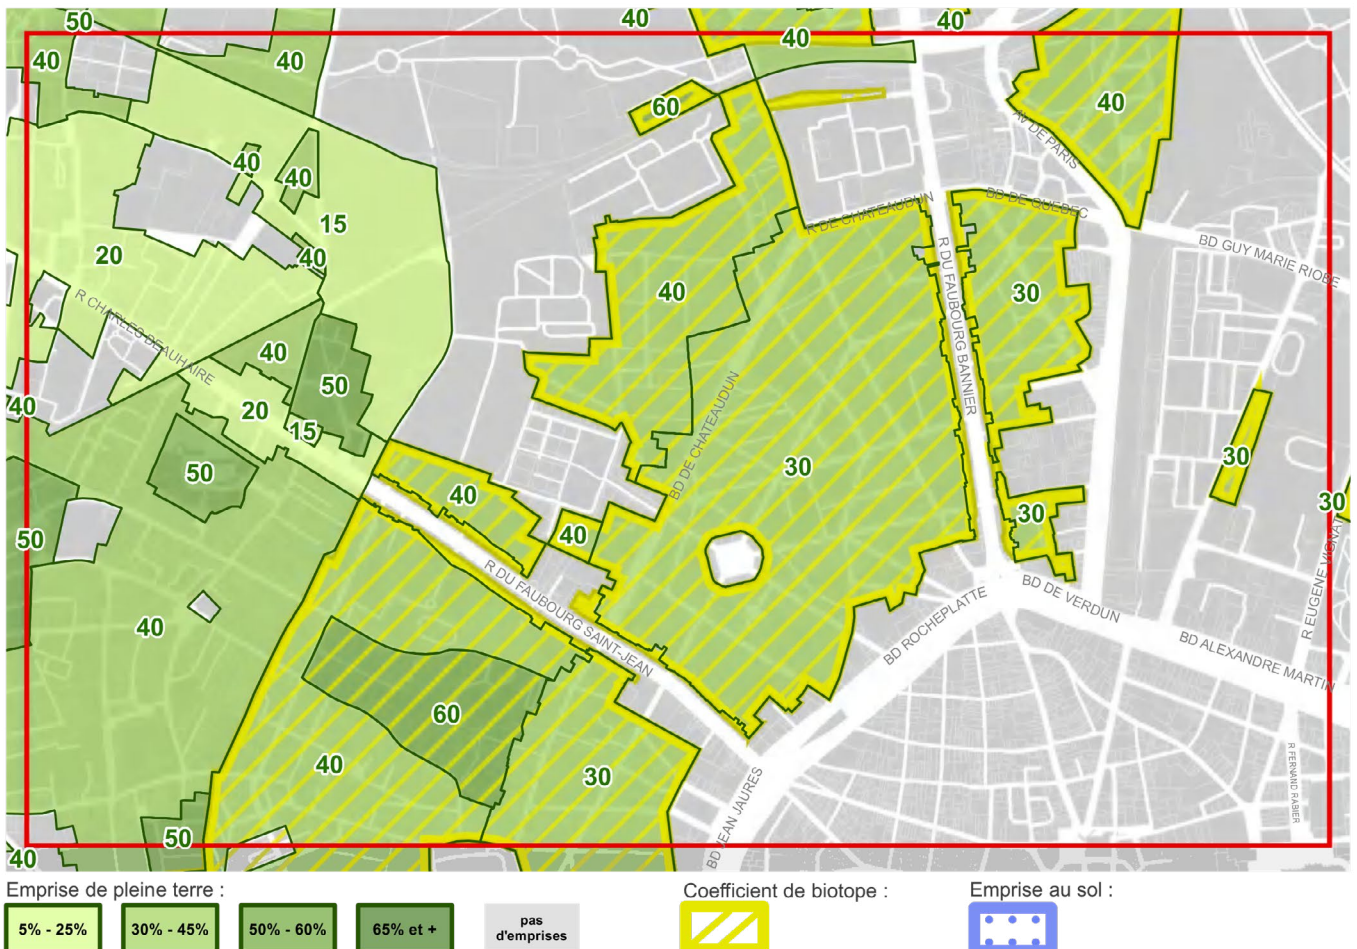 50
40
40
40
40
40
60
40
AV DE PARIS
40
40
15
R DE CHATEAUDUN
BD DE QUEBEC
BD GUY MARIE RIOBE
20
40
R CHARLES BEAUHAIRE
40
30
R DU FAUBOURG BANNIER
40
50
40
20
15
BD DE CHATEAUDUN
30
30
50
40
30
30
50
40
R DU FAUBOURG SAINT-JEAN
BD ROCHEPLATTE
BD DE VERDUN
R EUGENE VIGNAT
BD ALEXANDRE MARTIN
40
60
40
30
BD JEAN JAURES
R FERNAND RABIER
50
40
Emprise de pleine terre :
Coefficient de biotope :
Emprise au sol :
5% - 25%
30% - 45%
50% - 60%
65% et +
pas
d'emprises